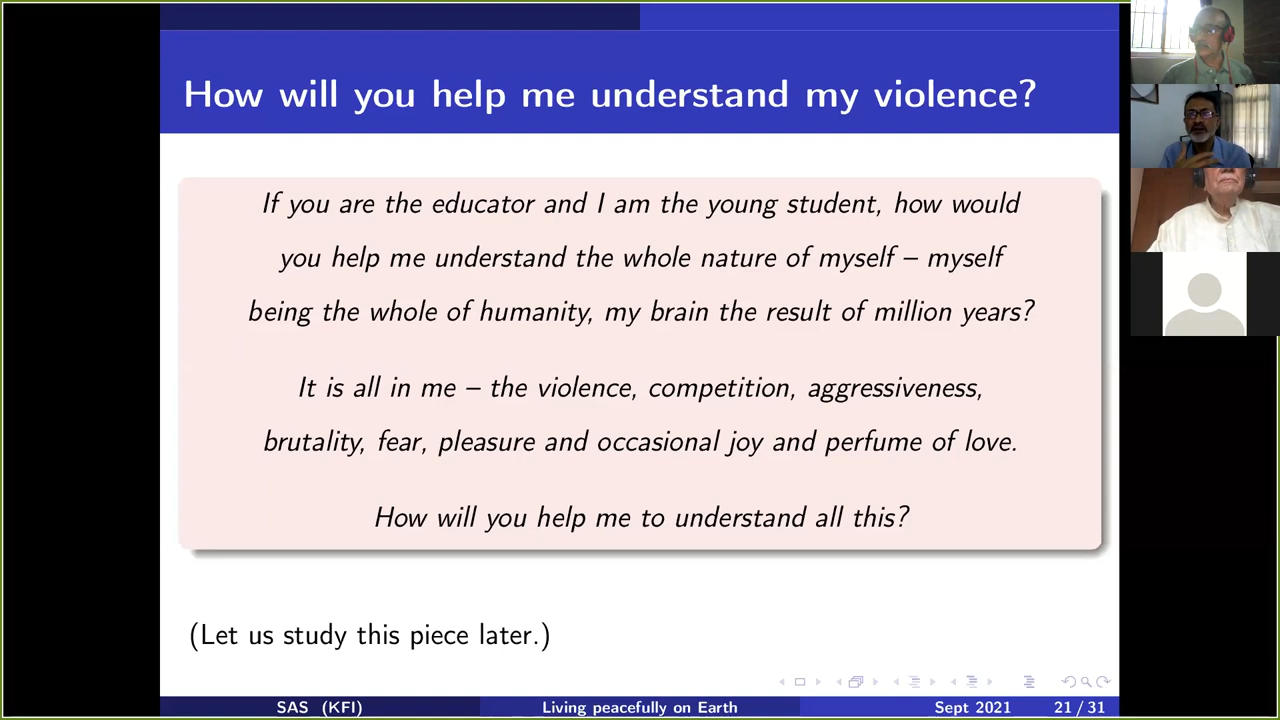 How will you help me understand my violence?
If you are the educator and I am the young student, how would
you help me understand the whole nature of myself – myself
being the whole of humanity, my brain the result of million years?
It is all in me – the violence, competition, aggressiveness,
brutality, fear, pleasure and occasional joy and perfume of love.
How will you help me to understand all this?
(Let us study this piece later.)
SAS (KFI) Living peacefully on Earth Sept 2021 21 / 31